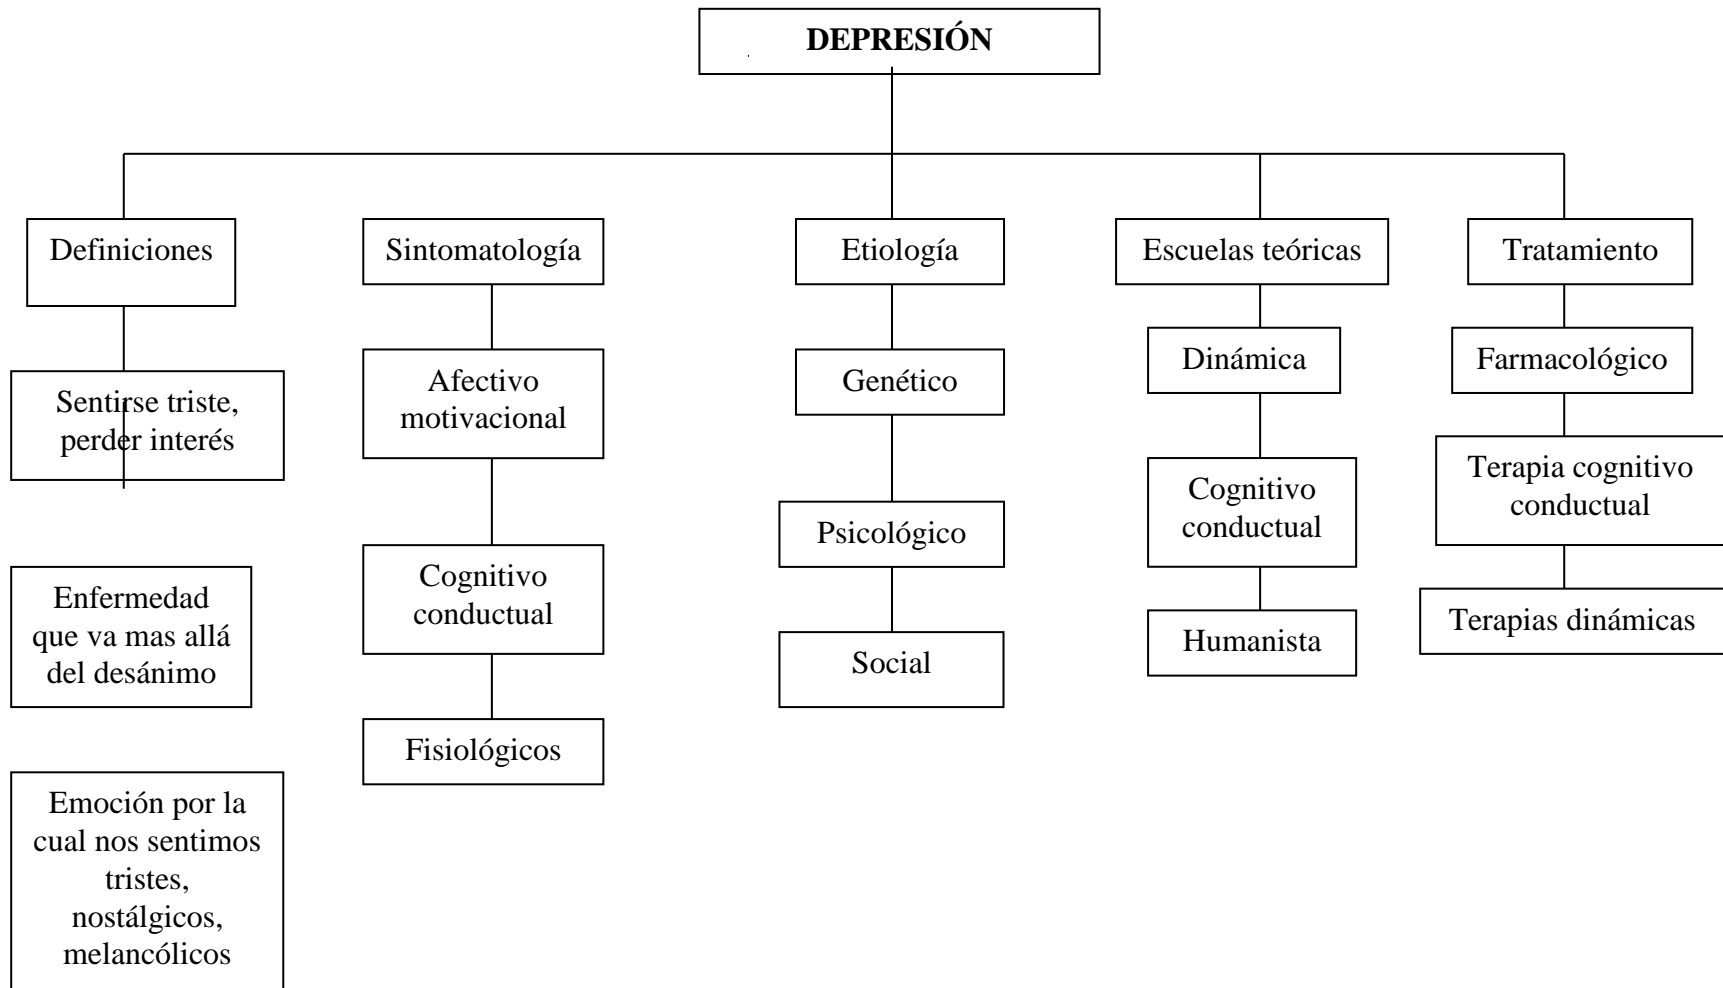 DEPRESIÓN
Definiciones
Sintomatología
Etiología
Escuelas teóricas
Tratamiento
Sentirse triste,
perder interés
Enfermedad
que va mas allá
del desánimo
Emoción por la
cual nos sentimos
tristes,
nostálgicos,
melancólicos
Afectivo
motivacional
Cognitivo
conductual
Fisiológicos
Genético
Psicológico
Social
Dinámica
Cognitivo
conductual
Humanista
Farmacológico
Terapia cognitivo
conductual
Terapias dinámicas